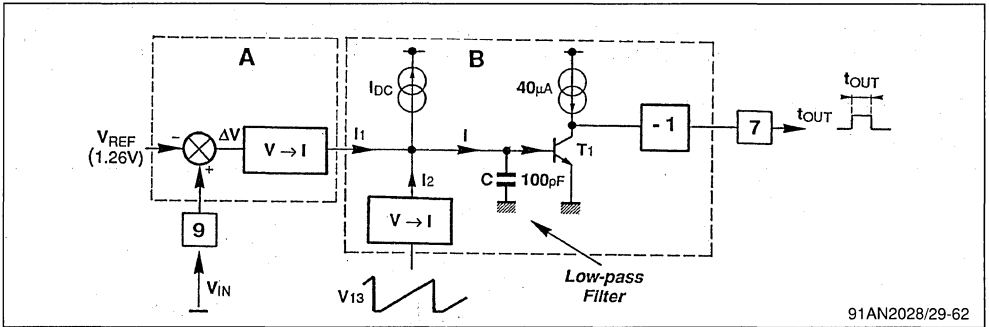 A
B
I_DC
40µA
t_OUT
V_REF
(1.26V)
−
ΔV
V → I
I₁
I
- 1
7
t_OUT
+
I₂
C
100pF
T₁
9
V → I
V_IN
V₁₃
Low-pass
Filter
91AN2028/29-62